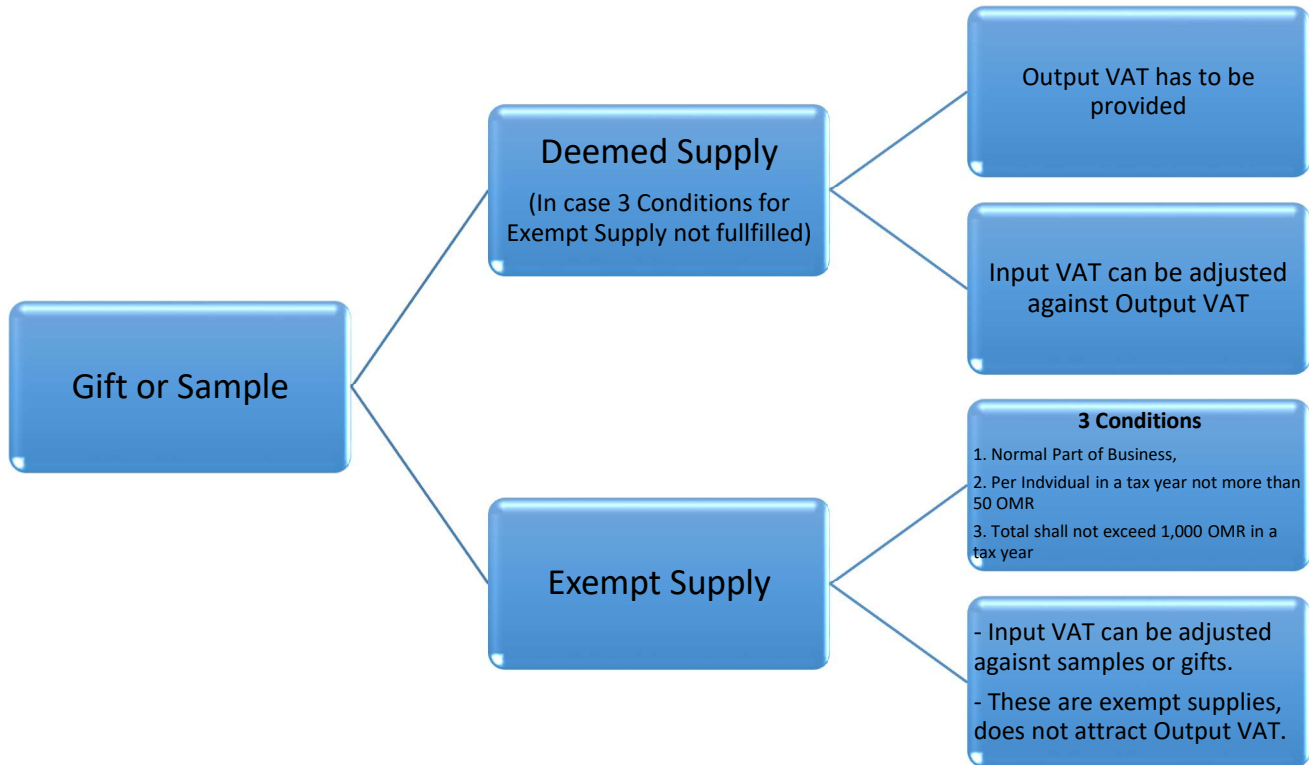 Gift or Sample
Deemed Supply
(In case 3 Conditions for
Exempt Supply not fullfilled)
Output VAT has to be
provided
Input VAT can be adjusted
against Output VAT
Exempt Supply
3 Conditions
1. Normal Part of Business,
2. Per Indvidual in a tax year not more than
50 OMR
3. Total shall not exceed 1,000 OMR in a
tax year
- Input VAT can be adjusted
agaisnt samples or gifts.
- These are exempt supplies,
does not attract Output VAT.